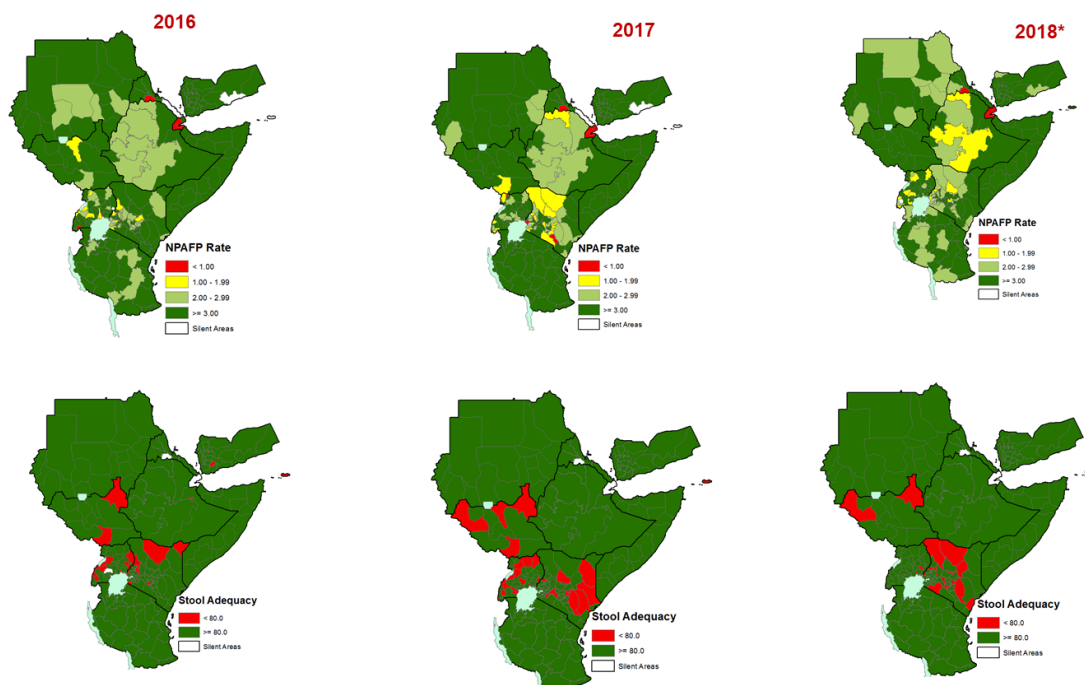 2016
2017
2018*
NPAFP Rate
< 1.00
1.00 - 1.99
2.00 - 2.99
>= 3.00
Silent Areas
NPAFP Rate
< 1.00
1.00 - 1.99
2.00 - 2.99
>= 3.00
Silent Areas
NPAFP Rate
< 1.00
1.00 - 1.99
2.00 - 2.99
>= 3.00
Silent Areas
Stool Adequacy
< 80.0
>= 80.0
Silent Areas
Stool Adequacy
< 80.0
>= 80.0
Silent Areas
Stool Adequacy
< 80.0
>= 80.0
Silent Areas